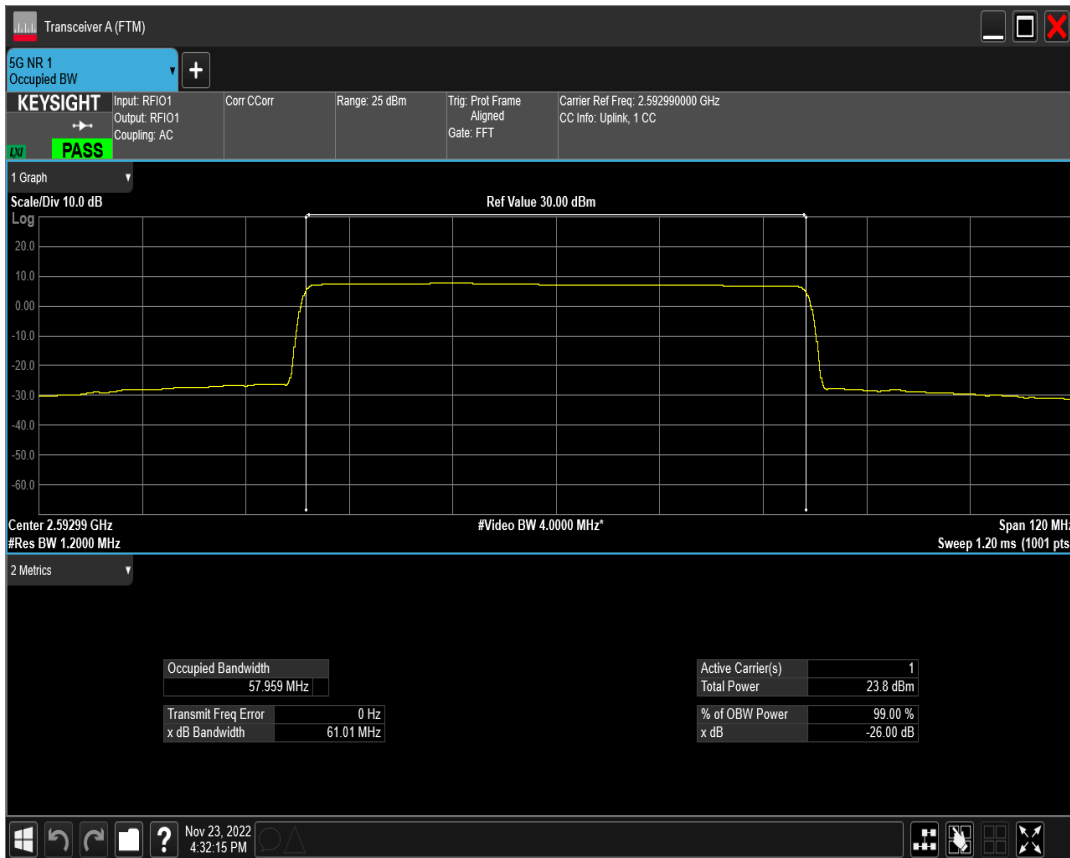 Transceiver A (FTM)
5G NR 1
Occupied BW
+
KEYSIGHT
LXI
PASS
Input: RFIO1
Output: RFIO1
Coupling: AC
Corr CCorr
Range: 25 dBm
Trig: Prot Frame
Aligned
Gate: FFT
Carrier Ref Freq: 2.592990000 GHz
CC Info: Uplink, 1 CC
1 Graph
Scale/Div 10.0 dB
Ref Value 30.00 dBm
Log
20.0
10.0
0.00
-10.0
-20.0
-30.0
-40.0
-50.0
-60.0
Center 2.59299 GHz
#Video BW 4.0000 MHz*
Span 120 MHz
#Res BW 1.2000 MHz
Sweep 1.20 ms (1001 pts
2 Metrics
Occupied Bandwidth
57.959 MHz
Transmit Freq Error 0 Hz
x dB Bandwidth 61.01 MHz
Active Carrier(s) 1
Total Power 23.8 dBm
% of OBW Power 99.00 %
x dB -26.00 dB
?
Nov 23, 2022
4:32:15 PM